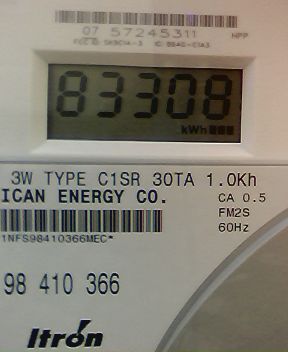 07 57245311 NPP
83308
kWh
3W TYPE C1SR 30TA 1.0Kh
ICAN ENERGY CO. CA 0.5
FM2S
60Hz
1NFS98410366MEC*
98 410 366
Itron